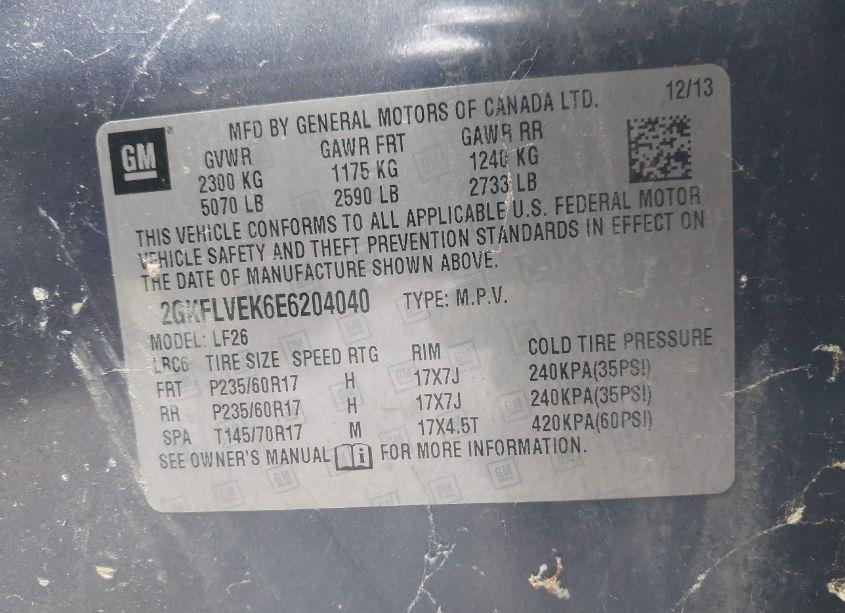 MFD BY GENERAL MOTORS OF CANADA LTD. 12/13
GM
GVWR GAWR FRT GAWR RR
2300 KG 1175 KG 1240 KG
5070 LB 2590 LB 2733 LB
THIS VEHICLE CONFORMS TO ALL APPLICABLE U.S. FEDERAL MOTOR
VEHICLE SAFETY AND THEFT PREVENTION STANDARDS IN EFFECT ON
THE DATE OF MANUFACTURE SHOWN ABOVE.
2GKFLVEK6E6204040 TYPE: M.P.V.
MODEL: LF26
LRC6 TIRE SIZE SPEED RTG RIM COLD TIRE PRESSURE
FRT P235/60R17 H 17X7J 240KPA(35PSI)
RR P235/60R17 H 17X7J 240KPA(35PSI)
SPA T145/70R17 M 17X4.5T 420KPA(60PSI)
SEE OWNER'S MANUAL FOR MORE INFORMATION.